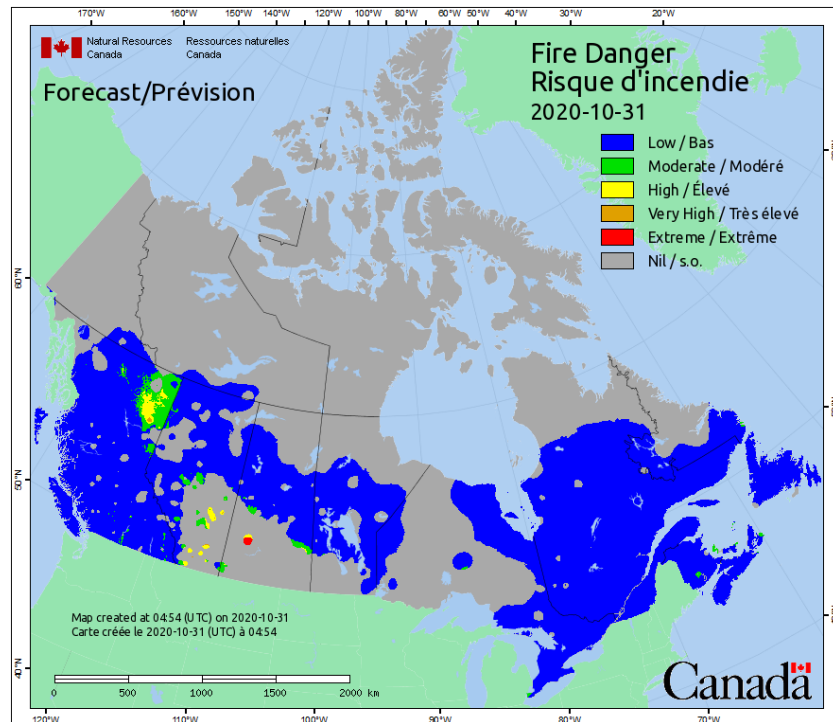 170°W 160°W 150°W 140°W 130°W 120°W 110°W 100°W 90°W 80°W 70°W 60°W 50°W 40°W 30°W 20°W
Natural Resources Canada
Ressources naturelles Canada
Forecast/Prévision
Fire Danger
Risque d'incendie
2020-10-31
Low / Bas
Moderate / Modéré
High / Élevé
Very High / Très élevé
Extreme / Extrême
Nil / s.o.
60°N
50°N
40°N
Map created at 04:54 (UTC) on 2020-10-31
Carte créée le 2020-10-31 (UTC) à 04:54
0 500 1000 1500 2000 km
Canada
120°W 110°W 100°W 90°W 80°W 70°W